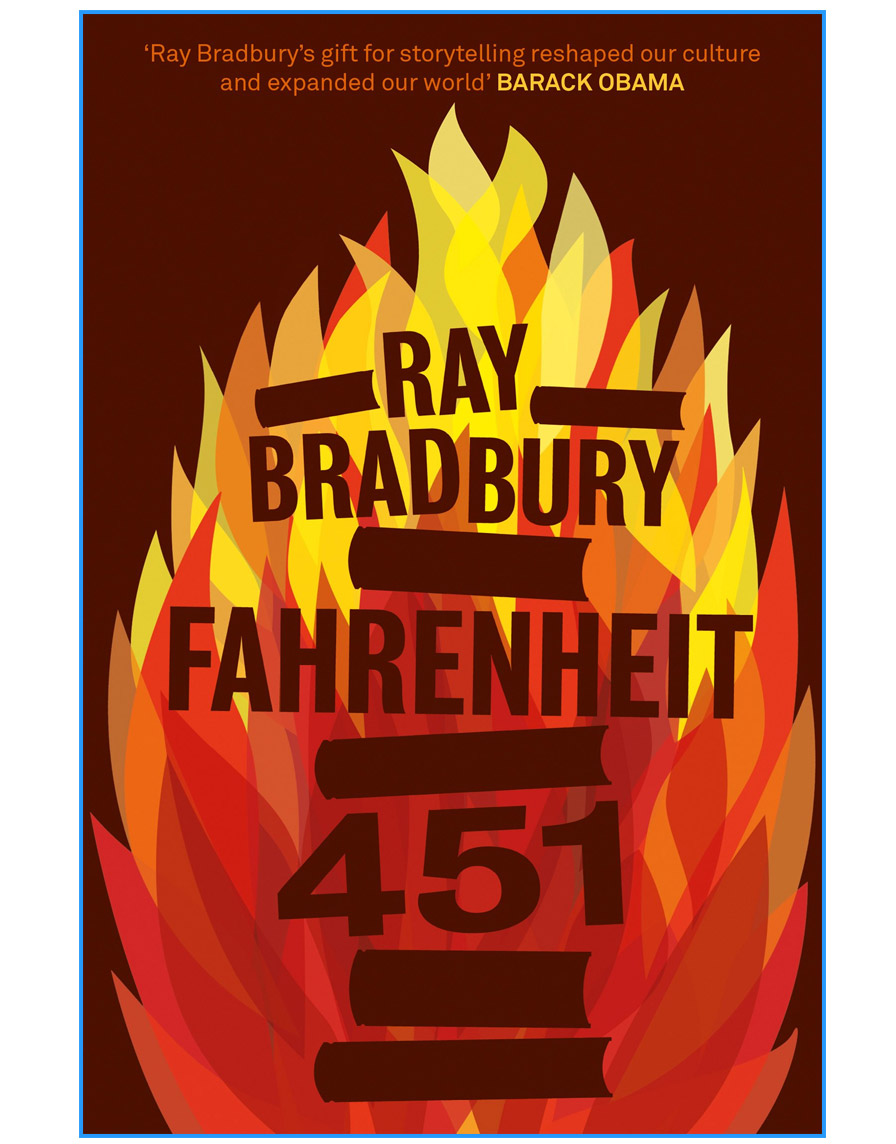 ‘Ray Bradbury’s gift for storytelling reshaped our culture
and expanded our world’ BARACK OBAMA
RAY
BRADBURY
FAHRENHEIT
451